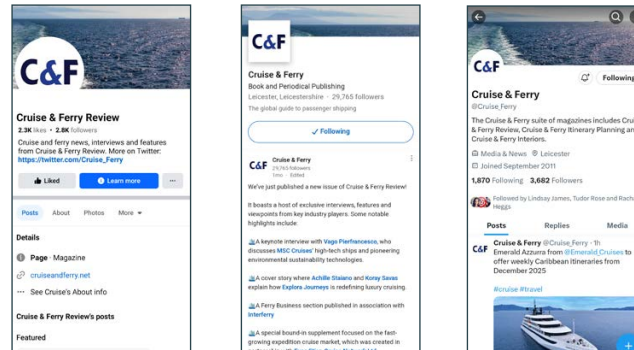 C&F
Cruise & Ferry Review
2.3K likes • 2.8K followers
Cruise and ferry news, interviews and features
from Cruise & Ferry Review. More on Twitter:
https://twitter.com/Cruise_Ferry
Liked
Learn more
Posts
About
Photos
More
Details
Page · Magazine
cruiseandferry.net
See Cruise's About info
Cruise & Ferry Review's posts
Featured
C&F
Cruise & Ferry
Book and Periodical Publishing
Leicester, Leicestershire · 29,765 followers
The global guide to passenger shipping
Following
C&F
Cruise & Ferry
29,765 followers
1mo · Edited
We've just published a new issue of Cruise & Ferry Review!
It boasts a host of exclusive interviews, features and
viewpoints from key industry players. Some notable
highlights include:
A keynote interview with Vago Pierfrancesco, who
discusses MSC Cruises' high-tech ships and pioneering
environmental sustainability technologies.
A cover story where Achille Staiano and Koray Savas
explain how Explora Journeys is redefining luxury cruising
A Ferry Business section published in association with
Interferry
A special bound-in supplement focused on the fast-
growing expedition cruise market, which was created in
C&F
Following
Cruise & Ferry
@Cruise_Ferry
The Cruise & Ferry suite of magazines includes Crui
& Ferry Review, Cruise & Ferry Itinerary Planning an
Cruise & Ferry Interiors.
Media & News
Leicester
Joined September 2011
1,870 Following 3,682 Followers
Followed by Lindsay James, Tudor Rose and Rach
Heggs
Posts
Replies
Media
C&F
Cruise & Ferry @Cruise_Ferry · 1h
Emerald Azzurra from @Emerald_Cruises to
offer weekly Caribbean itineraries from
December 2025
#cruise #travel